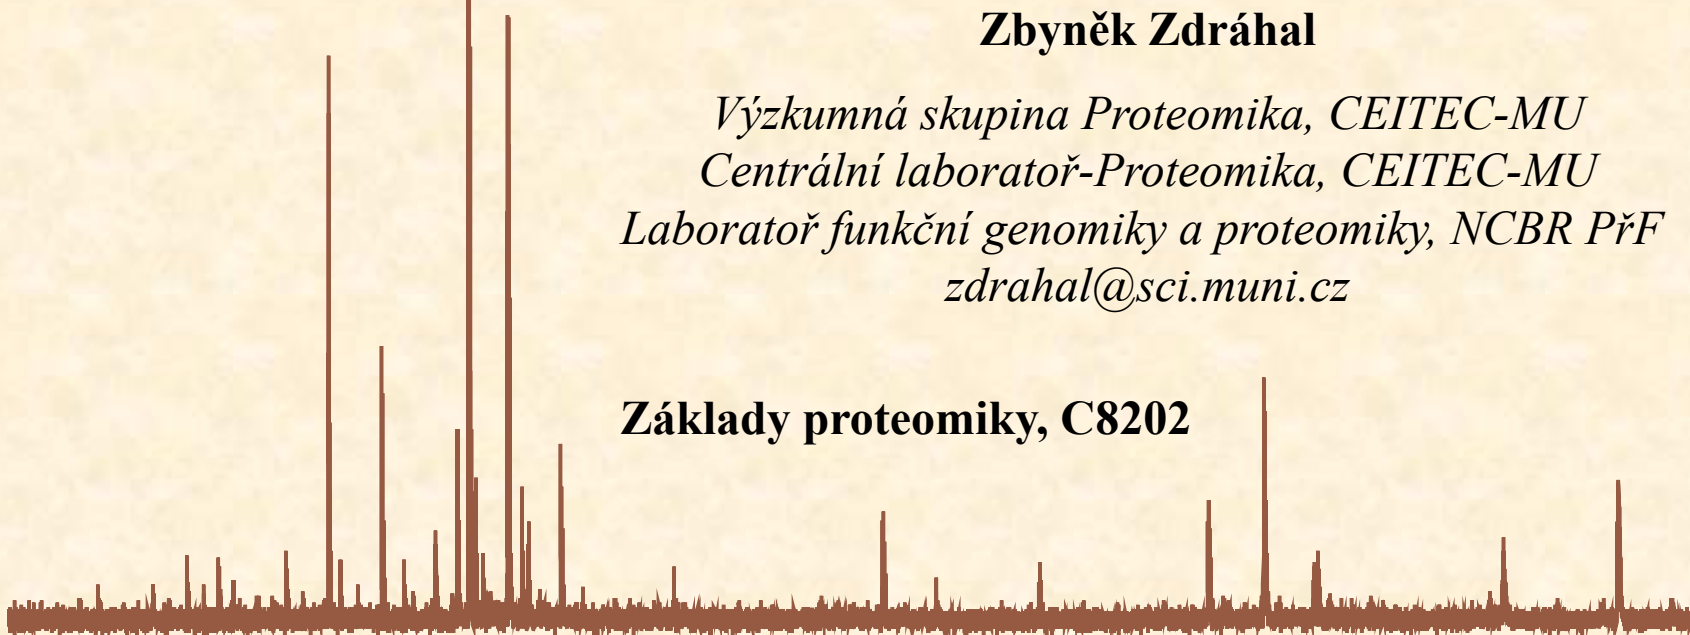 Zbyněk Zdráhal
Výzkumná skupina Proteomika, CEITEC-MU
Centrální laboratoř-Proteomika, CEITEC-MU
Laboratoř funkční genomiky a proteomiky, NCBR PřF
zdrahal@sci.muni.cz
Základy proteomiky, C8202